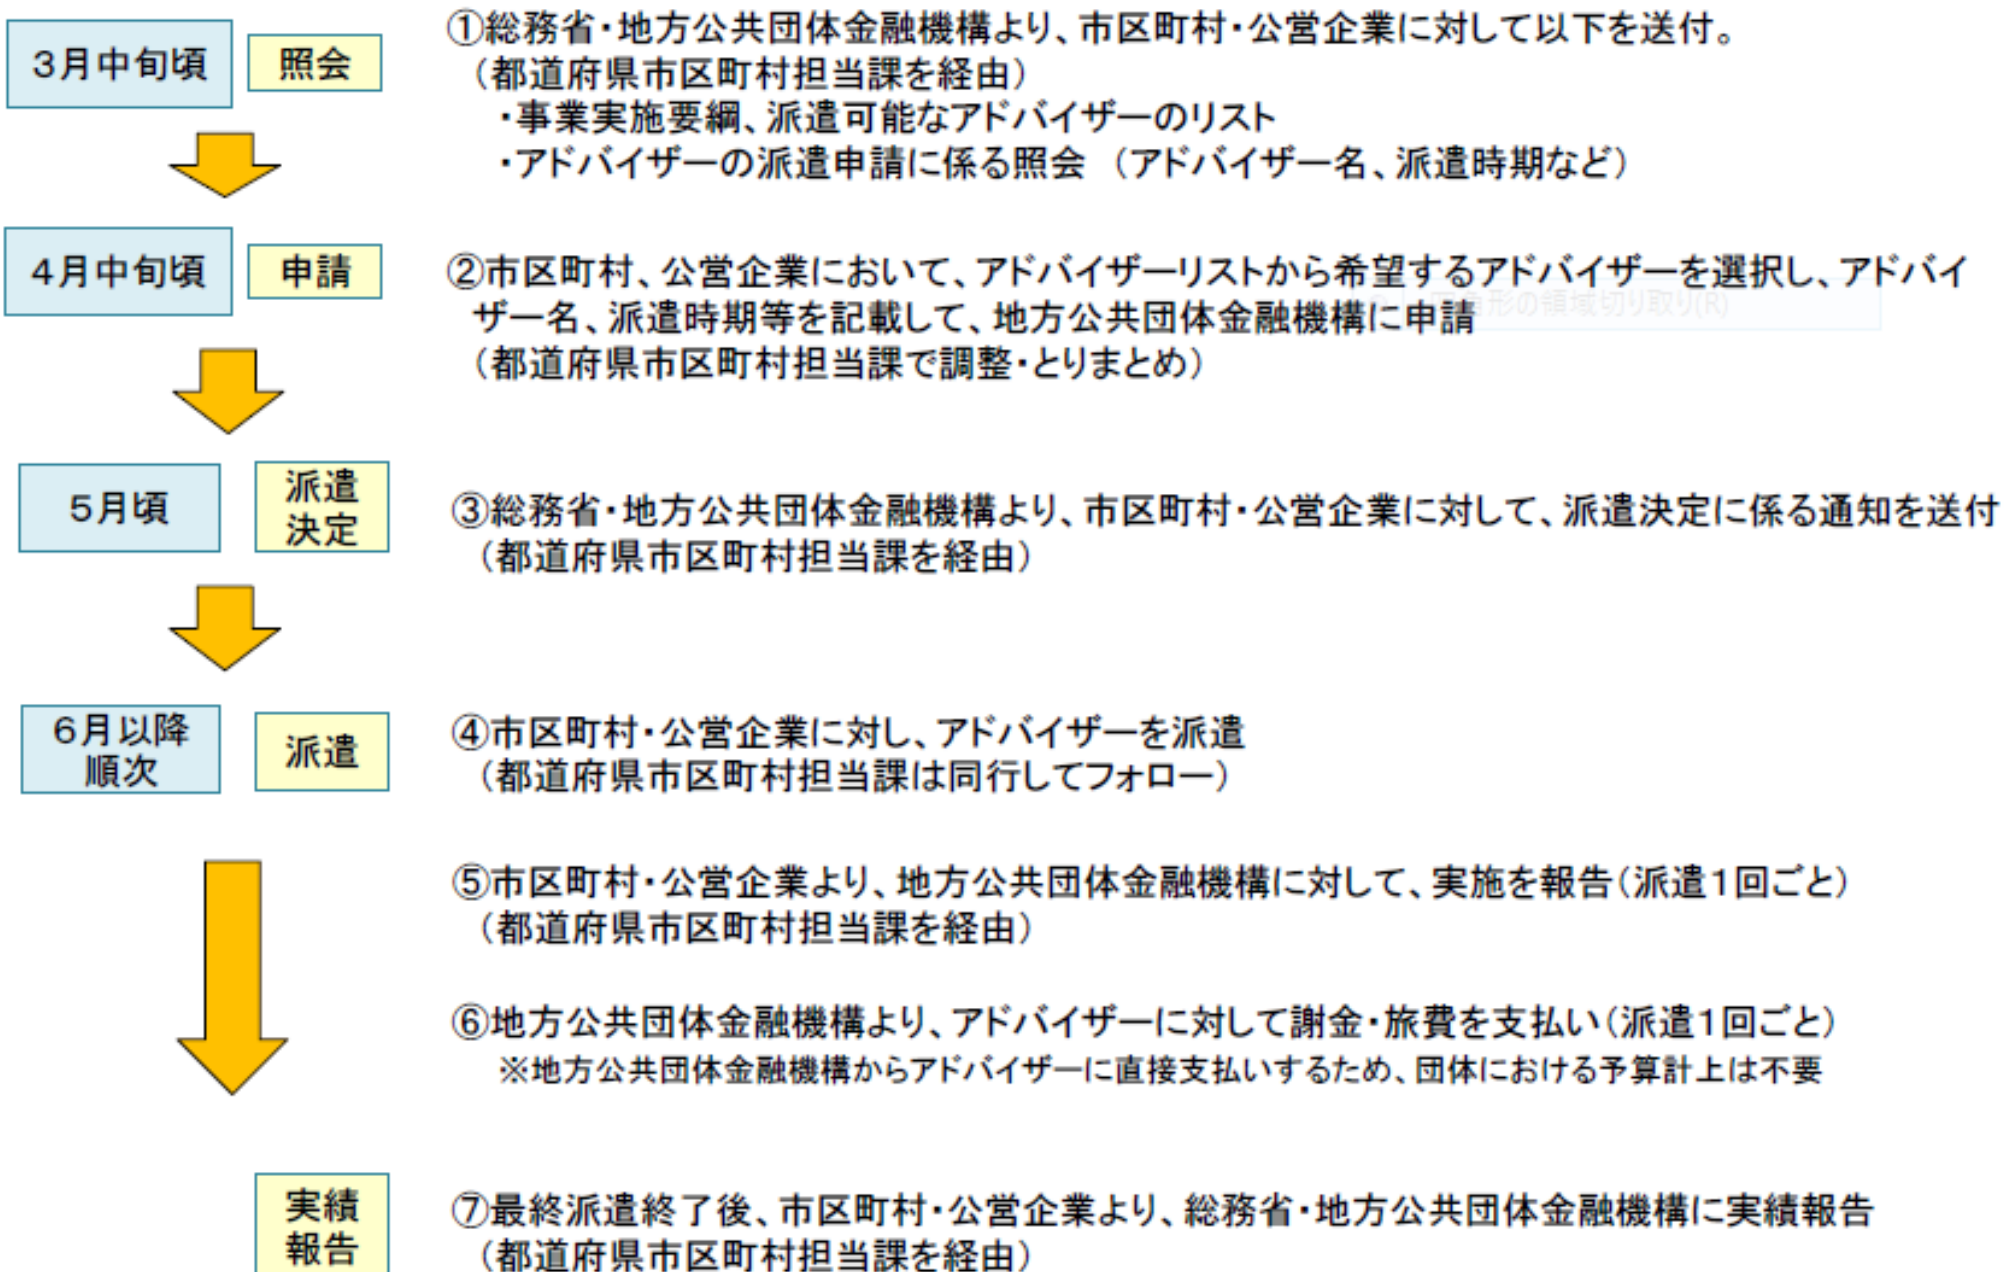 3月中旬頃
照会
①総務省・地方公共団体金融機構より、市区町村・公営企業に対して以下を送付。
（都道府県市区町村担当課を経由）
・事業実施要綱、派遣可能なアドバイザーのリスト
・アドバイザーの派遣申請に係る照会 （アドバイザー名、派遣時期など）
4月中旬頃
申請
②市区町村、公営企業において、アドバイザーリストから希望するアドバイザーを選択し、アドバイ
ザー名、派遣時期等を記載して、地方公共団体金融機構に申請
形の領域切り取り(R)
（都道府県市区町村担当課で調整・とりまとめ）
5月頃
派遣
決定
③総務省・地方公共団体金融機構より、市区町村・公営企業に対して、派遣決定に係る通知を送付
（都道府県市区町村担当課を経由）
6月以降
順次
派遣
④市区町村・公営企業に対し、アドバイザーを派遣
（都道府県市区町村担当課は同行してフォロー）
⑤市区町村・公営企業より、地方公共団体金融機構に対して、実施を報告（派遣1回ごと）
（都道府県市区町村担当課を経由）
⑥地方公共団体金融機構より、アドバイザーに対して謝金・旅費を支払い（派遣1回ごと）
※地方公共団体金融機構からアドバイザーに直接支払いするため、団体における予算計上は不要
実績
報告
⑦最終派遣終了後、市区町村・公営企業より、総務省・地方公共団体金融機構に実績報告
（都道府県市区町村担当課を経由）